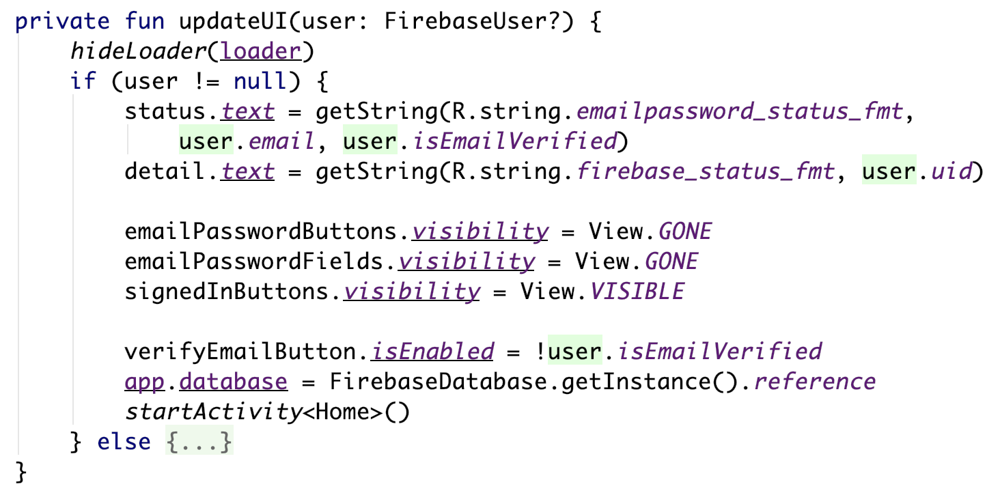 private fun updateUI(user: FirebaseUser?) {
    hideLoader(loader)
    if (user != null) {
        status.text = getString(R.string.emailpassword_status_fmt,
            user.email, user.isEmailVerified)
        detail.text = getString(R.string.firebase_status_fmt, user.uid)

        emailPasswordButtons.visibility = View.GONE
        emailPasswordFields.visibility = View.GONE
        signedInButtons.visibility = View.VISIBLE

        verifyEmailButton.isEnabled = !user.isEmailVerified
        app.database = FirebaseDatabase.getInstance().reference
        startActivity<Home>()
    } else {...}
}